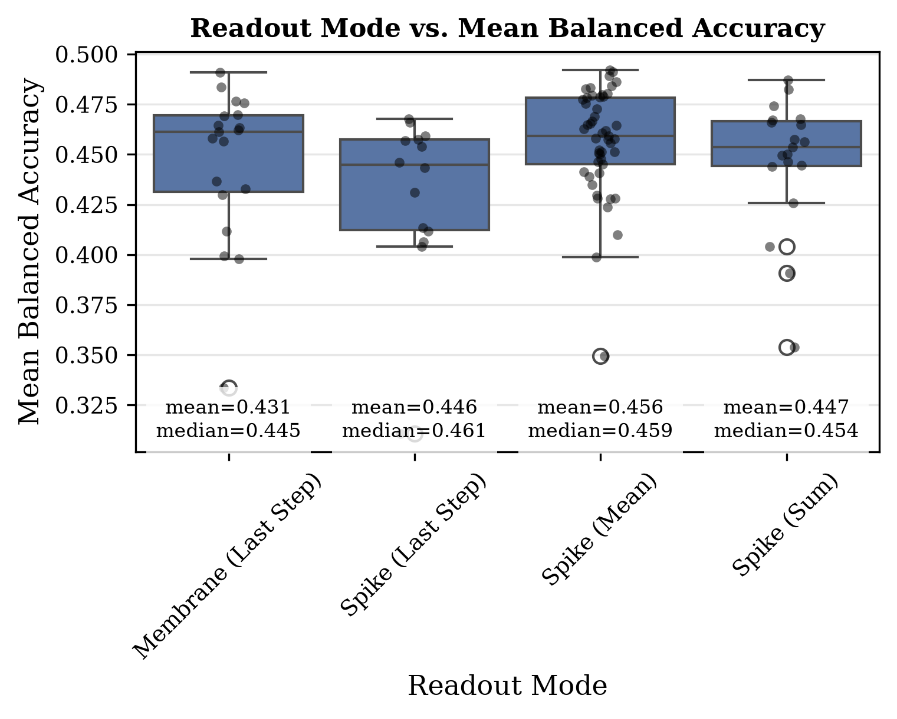 Readout Mode vs. Mean Balanced Accuracy
Mean Balanced Accuracy
0.500
0.475
0.450
0.425
0.400
0.375
0.350
0.325
mean=0.431
median=0.445
mean=0.446
median=0.461
mean=0.456
median=0.459
mean=0.447
median=0.454
Membrane (Last Step)
Spike (Last Step)
Spike (Mean)
Spike (Sum)
Readout Mode